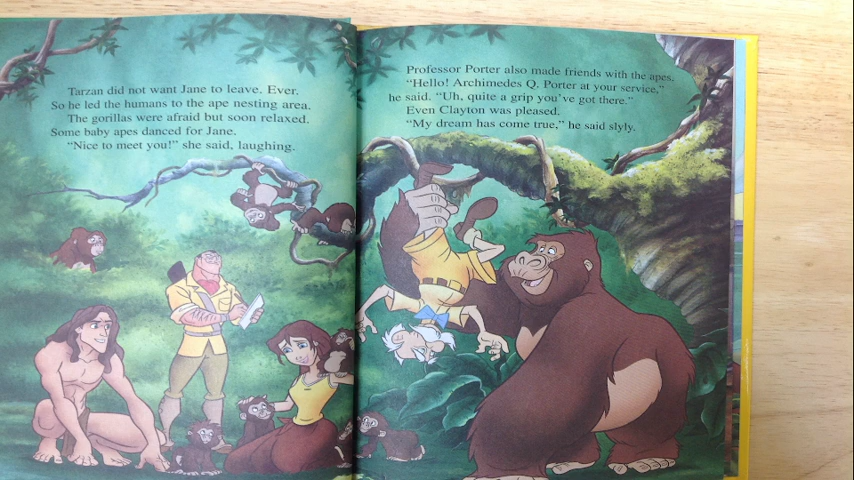 Tarzan did not want Jane to leave. Ever.
So he led the humans to the ape nesting area.
The gorillas were afraid but soon relaxed.
Some baby apes danced for Jane.
"Nice to meet you!" she said, laughing.
Professor Porter also made friends with the apes.
"Hello! Archimedes Q. Porter at your service,"
he said. "Uh, quite a grip you've got there."
Even Clayton was pleased.
"My dream has come true," he said slyly.